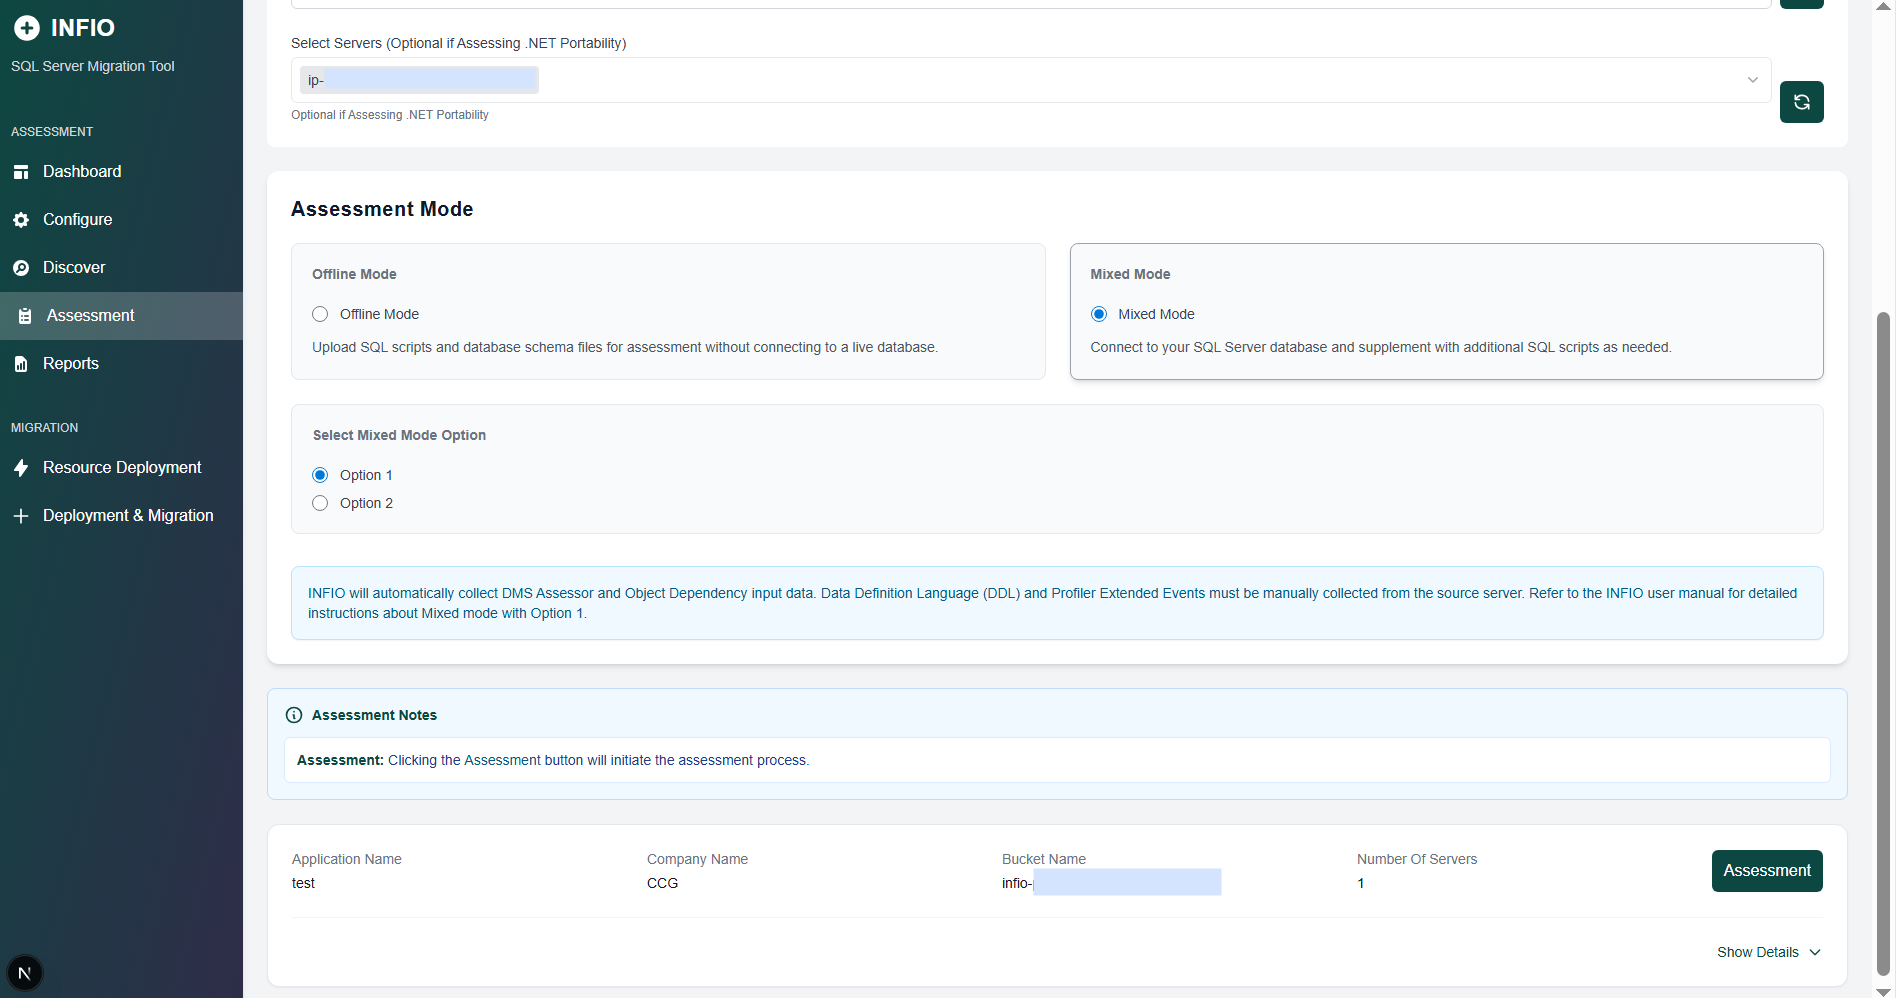 INFIO
SQL Server Migration Tool
ASSESSMENT
Dashboard
Configure
Discover
Assessment
Reports
MIGRATION
Resource Deployment
Deployment & Migration
N
Select Servers (Optional if Assessing .NET Portability)
ip-
Optional if Assessing .NET Portability
Assessment Mode
Offline Mode
Offline Mode
Upload SQL scripts and database schema files for assessment without connecting to a live database.
Mixed Mode
Mixed Mode
Connect to your SQL Server database and supplement with additional SQL scripts as needed.
Select Mixed Mode Option
Option 1
Option 2
INFIO will automatically collect DMS Assessor and Object Dependency input data. Data Definition Language (DDL) and Profiler Extended Events must be manually collected from the source server. Refer to the INFIO user manual for detailed
instructions about Mixed mode with Option 1.
Assessment Notes
Assessment: Clicking the Assessment button will initiate the assessment process.
Application Name
test
Company Name
CCG
Bucket Name
infio-
Number Of Servers
1
Assessment
Show Details